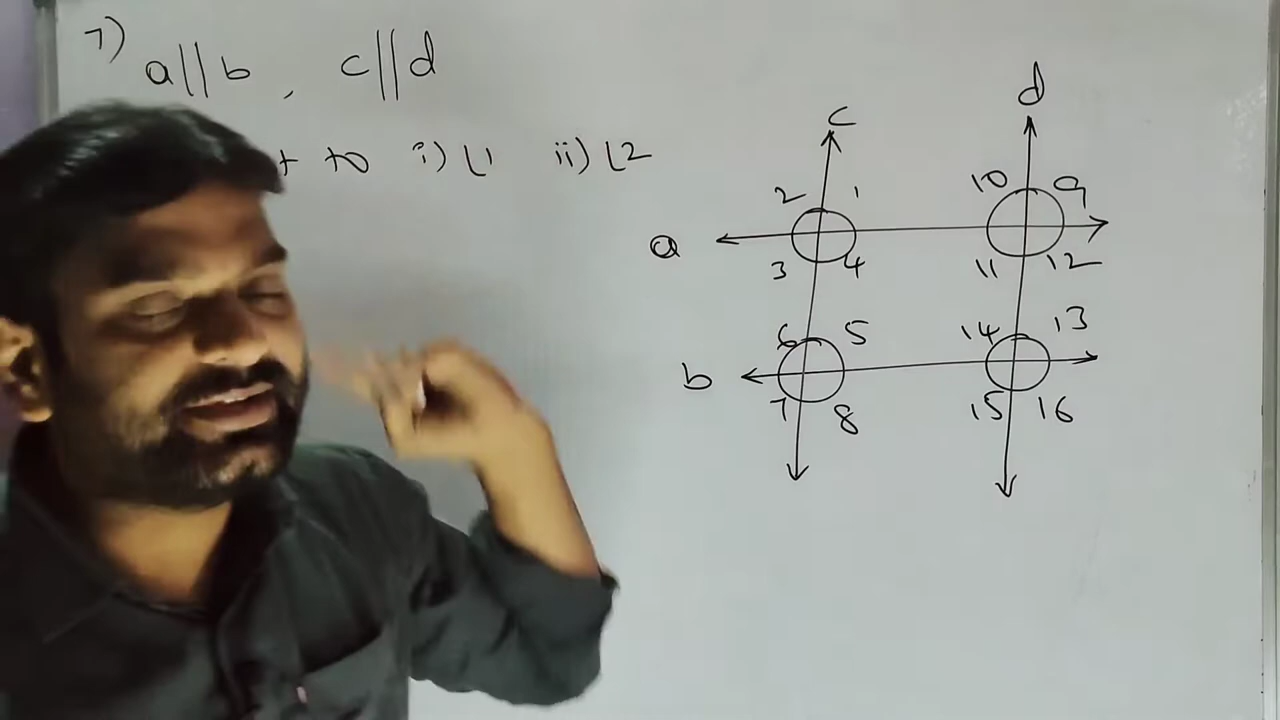 7)
a||b , c||d
to i) ∠1 ii) ∠2
c d
2 1 10 9
a
3 4 11 12
6 5 14 13
b
7 8 15 16